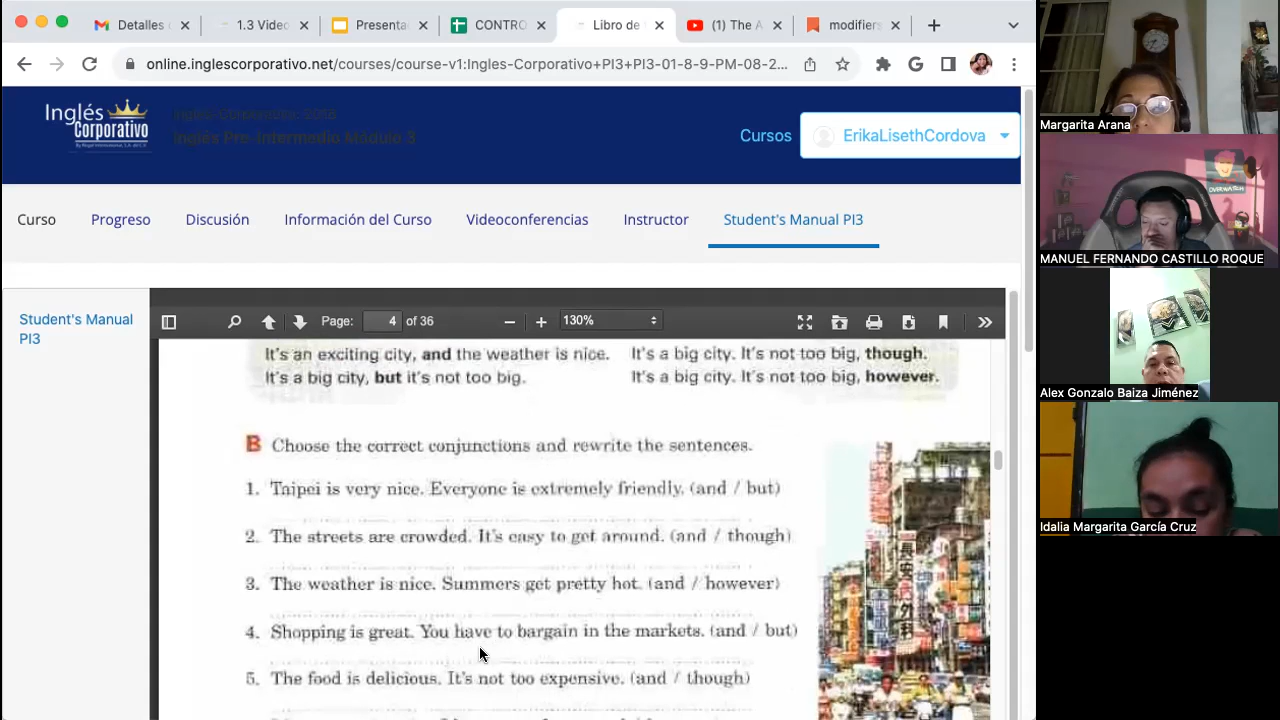 Detalles
1.3 Video
Presenta
CONTRO
Libro de
(1) The A
modifiers
online.inglescorporativo.net/courses/course-v1:Ingles-Corporativo+PI3+PI3-01-8-9-PM-08-2...
Inglés
Corporativo
Inglés Pre-Intermedio Módulo 3
Cursos
ErikaLisethCordova
Curso
Progreso
Discusión
Información del Curso
Videoconferencias
Instructor
Student's Manual PI3
Student's Manual
PI3
Page: 4 of 36
130%
It's an exciting city, and the weather is nice.
It's a big city. It's not too big, though.
It's a big city, but it's not too big.
It's a big city. It's not too big, however.
B Choose the correct conjunctions and rewrite the sentences.
1. Taipei is very nice. Everyone is extremely friendly. (and / but)
2. The streets are crowded. It's easy to get around. (and / though)
3. The weather is nice. Summers get pretty hot. (and / however)
4. Shopping is great. You have to bargain in the markets. (and / but)
5. The food is delicious. It's not too expensive. (and / though)
Margarita Arana
OVERWATCH
MANUEL FERNANDO CASTILLO ROQUE
Alex Gonzalo Baiza Jiménez
Idalia Margarita García Cruz